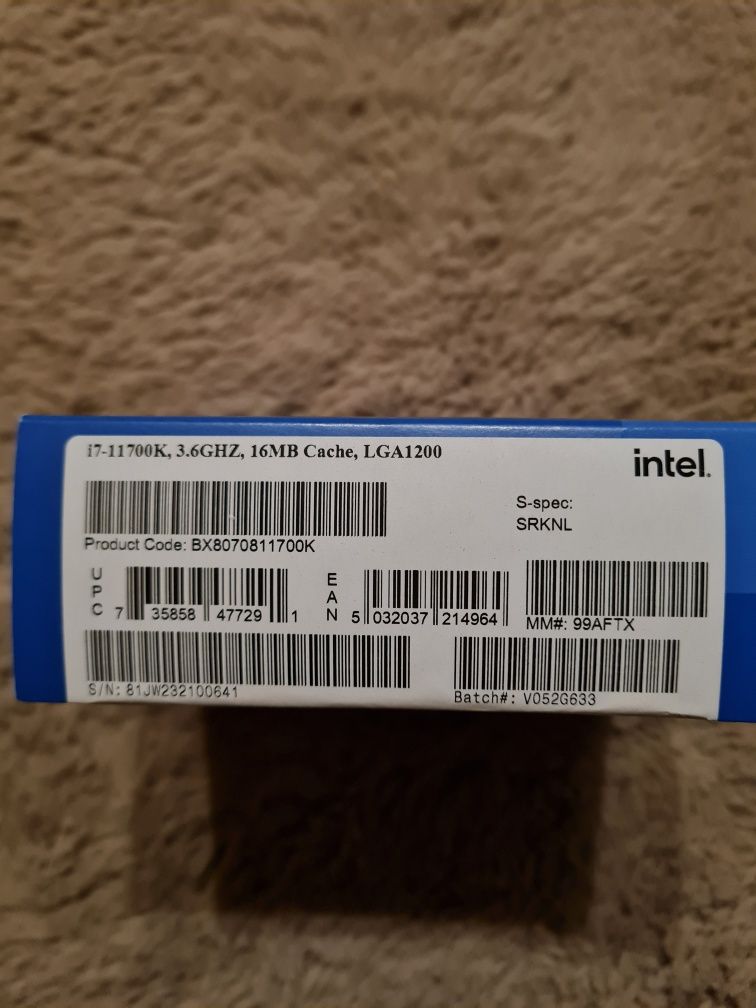 i7-11700K, 3.6GHZ, 16MB Cache, LGA1200
intel.
S-spec:
SRKNL
Product Code: BX8070811700K
UPC 7 35858 47729 1
EAN 5 032037 214964
MM#: 99AFTX
S/N: 81JW232100641
Batch#: V052G633